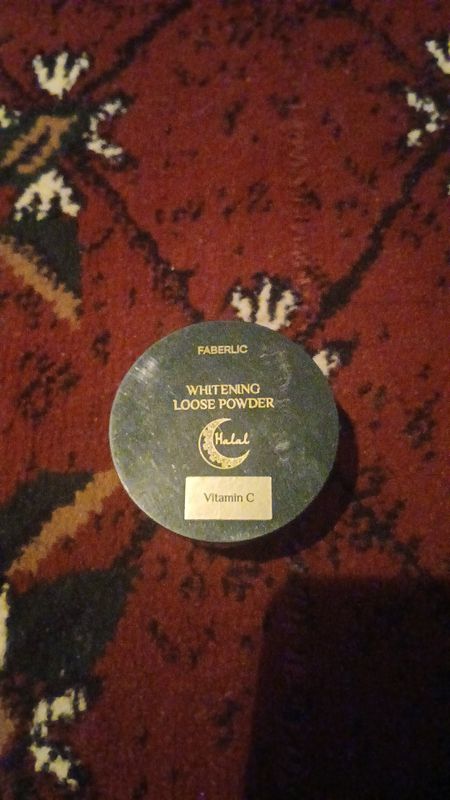 FABERLIC
WHITENING
LOOSE POWDER
Halal
Vitamin C